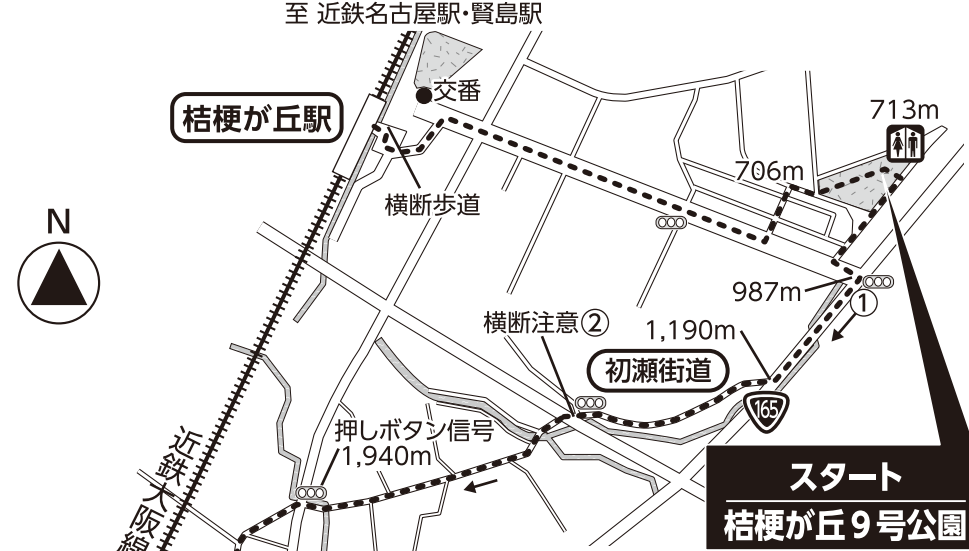 至 近鉄名古屋駅・賢島駅
交番
桔梗が丘駅
713m
706m
横断歩道
N
987m
①
横断注意②
1,190m
初瀬街道
165
押しボタン信号
1,940m
近鉄大阪線
スタート
桔梗が丘9号公園